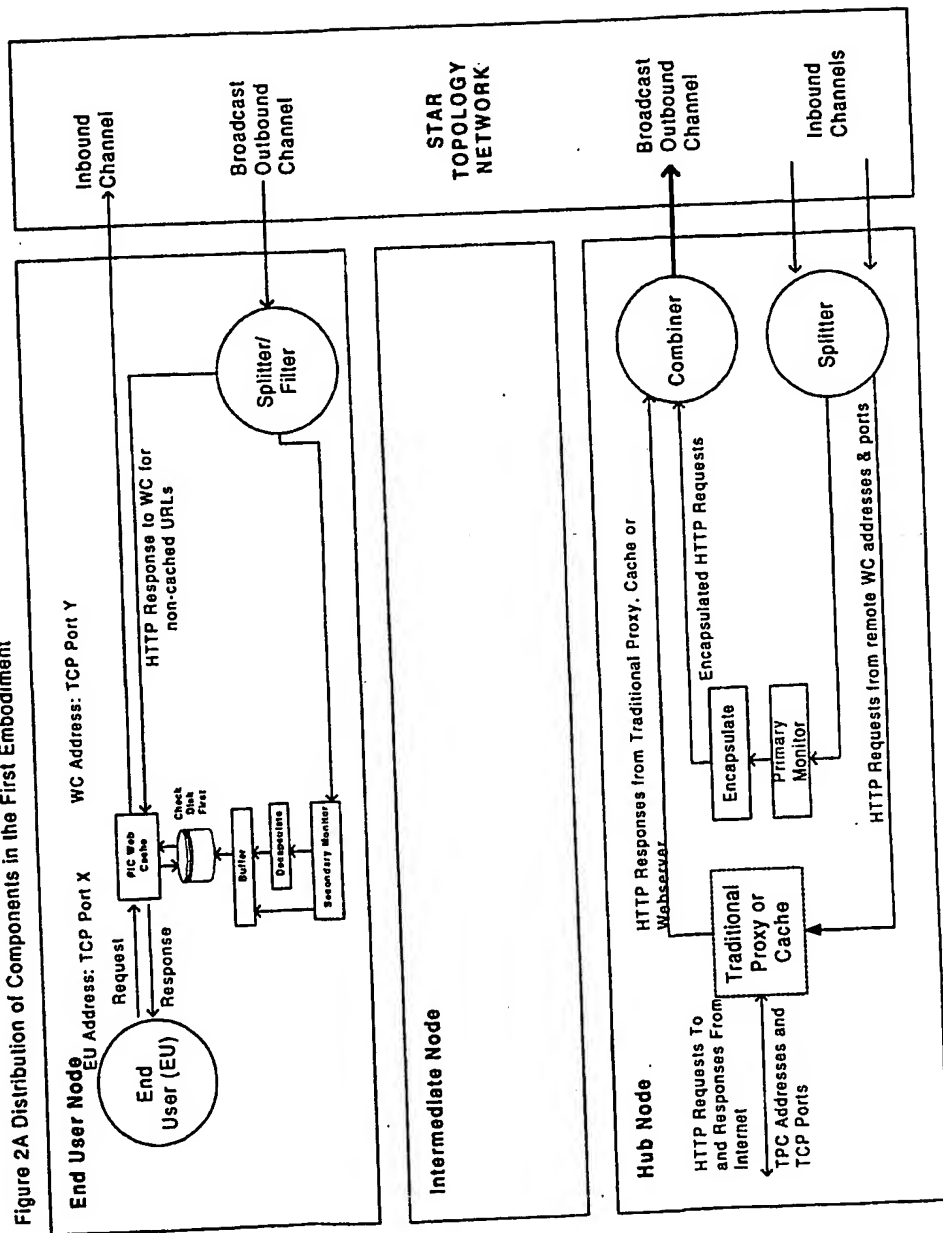 Figure 2A Distribution of Components in the First Embodiment
End User Node
EU Address: TCP Port X
WC Address: TCP Port Y
End
User (EU)
Request
Response
PIC Web
Cache
Check
Disk
First
Buffer
Decapsulate
Secondary Monitor
HTTP Response to WC for
non-cached URLs
Splitter/
Filter
Inbound
Channel
Broadcast
Outbound
Channel
STAR
TOPOLOGY
NETWORK
Intermediate Node
Hub Node
HTTP Requests To
and Responses From
Internet
TPC Addresses and
TCP Ports
Traditional
Proxy or
Cache
HTTP Responses from Traditional Proxy, Cache or
Webserver
Encapsulated HTTP Requests
Encapsulate
Primary
Monitor
HTTP Requests from remote WC addresses & ports
Combiner
Splitter
Broadcast
Outbound
Channel
Inbound
Channels